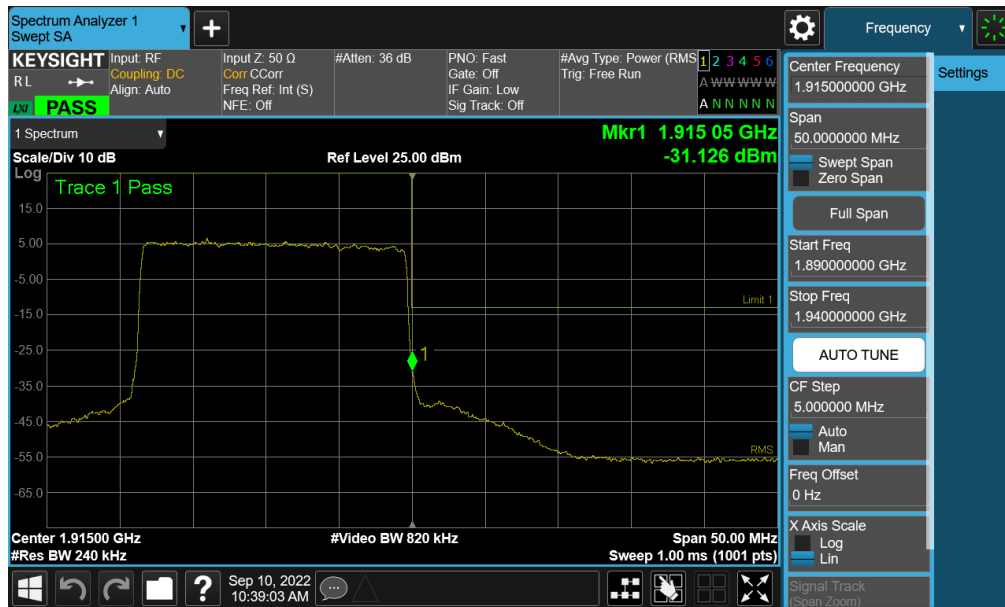 Spectrum Analyzer 1
Swept SA
+
Frequency
KEYSIGHT
RL
LXI
PASS
Input: RF
Coupling: DC
Align: Auto
Input Z: 50 Ω
Corr CCorr
Freq Ref: Int (S)
NFE: Off
#Atten: 36 dB
PNO: Fast
Gate: Off
IF Gain: Low
Sig Track: Off
#Avg Type: Power (RMS
Trig: Free Run
1 2 3 4 5 6
A W W W W W
A N N N N N
1 Spectrum
Scale/Div 10 dB
Ref Level 25.00 dBm
Mkr1 1.915 05 GHz
-31.126 dBm
Log
Trace 1 Pass
15.0
5.00
-5.00
-15.0
-25.0
-35.0
-45.0
-55.0
-65.0
Limit 1
1
RMS
Center 1.91500 GHz
#Video BW 820 kHz
Span 50.00 MHz
#Res BW 240 kHz
Sweep 1.00 ms (1001 pts)
Center Frequency
1.915000000 GHz
Span
50.0000000 MHz
Swept Span
Zero Span
Full Span
Start Freq
1.890000000 GHz
Stop Freq
1.940000000 GHz
AUTO TUNE
CF Step
5.000000 MHz
Auto
Man
Freq Offset
0 Hz
X Axis Scale
Log
Lin
Signal Track
(Span Zoom)
Settings
?
Sep 10, 2022
10:39:03 AM